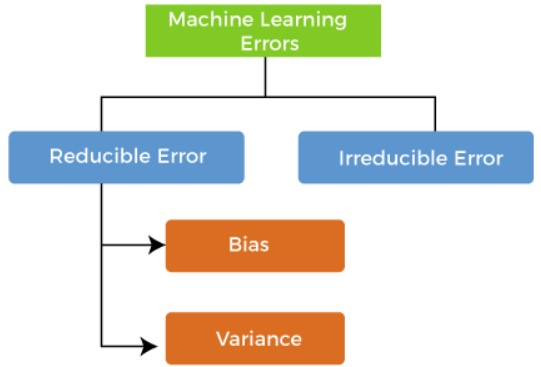 Machine Learning
Errors
Reducible Error
Irreducible Error
Bias
Variance